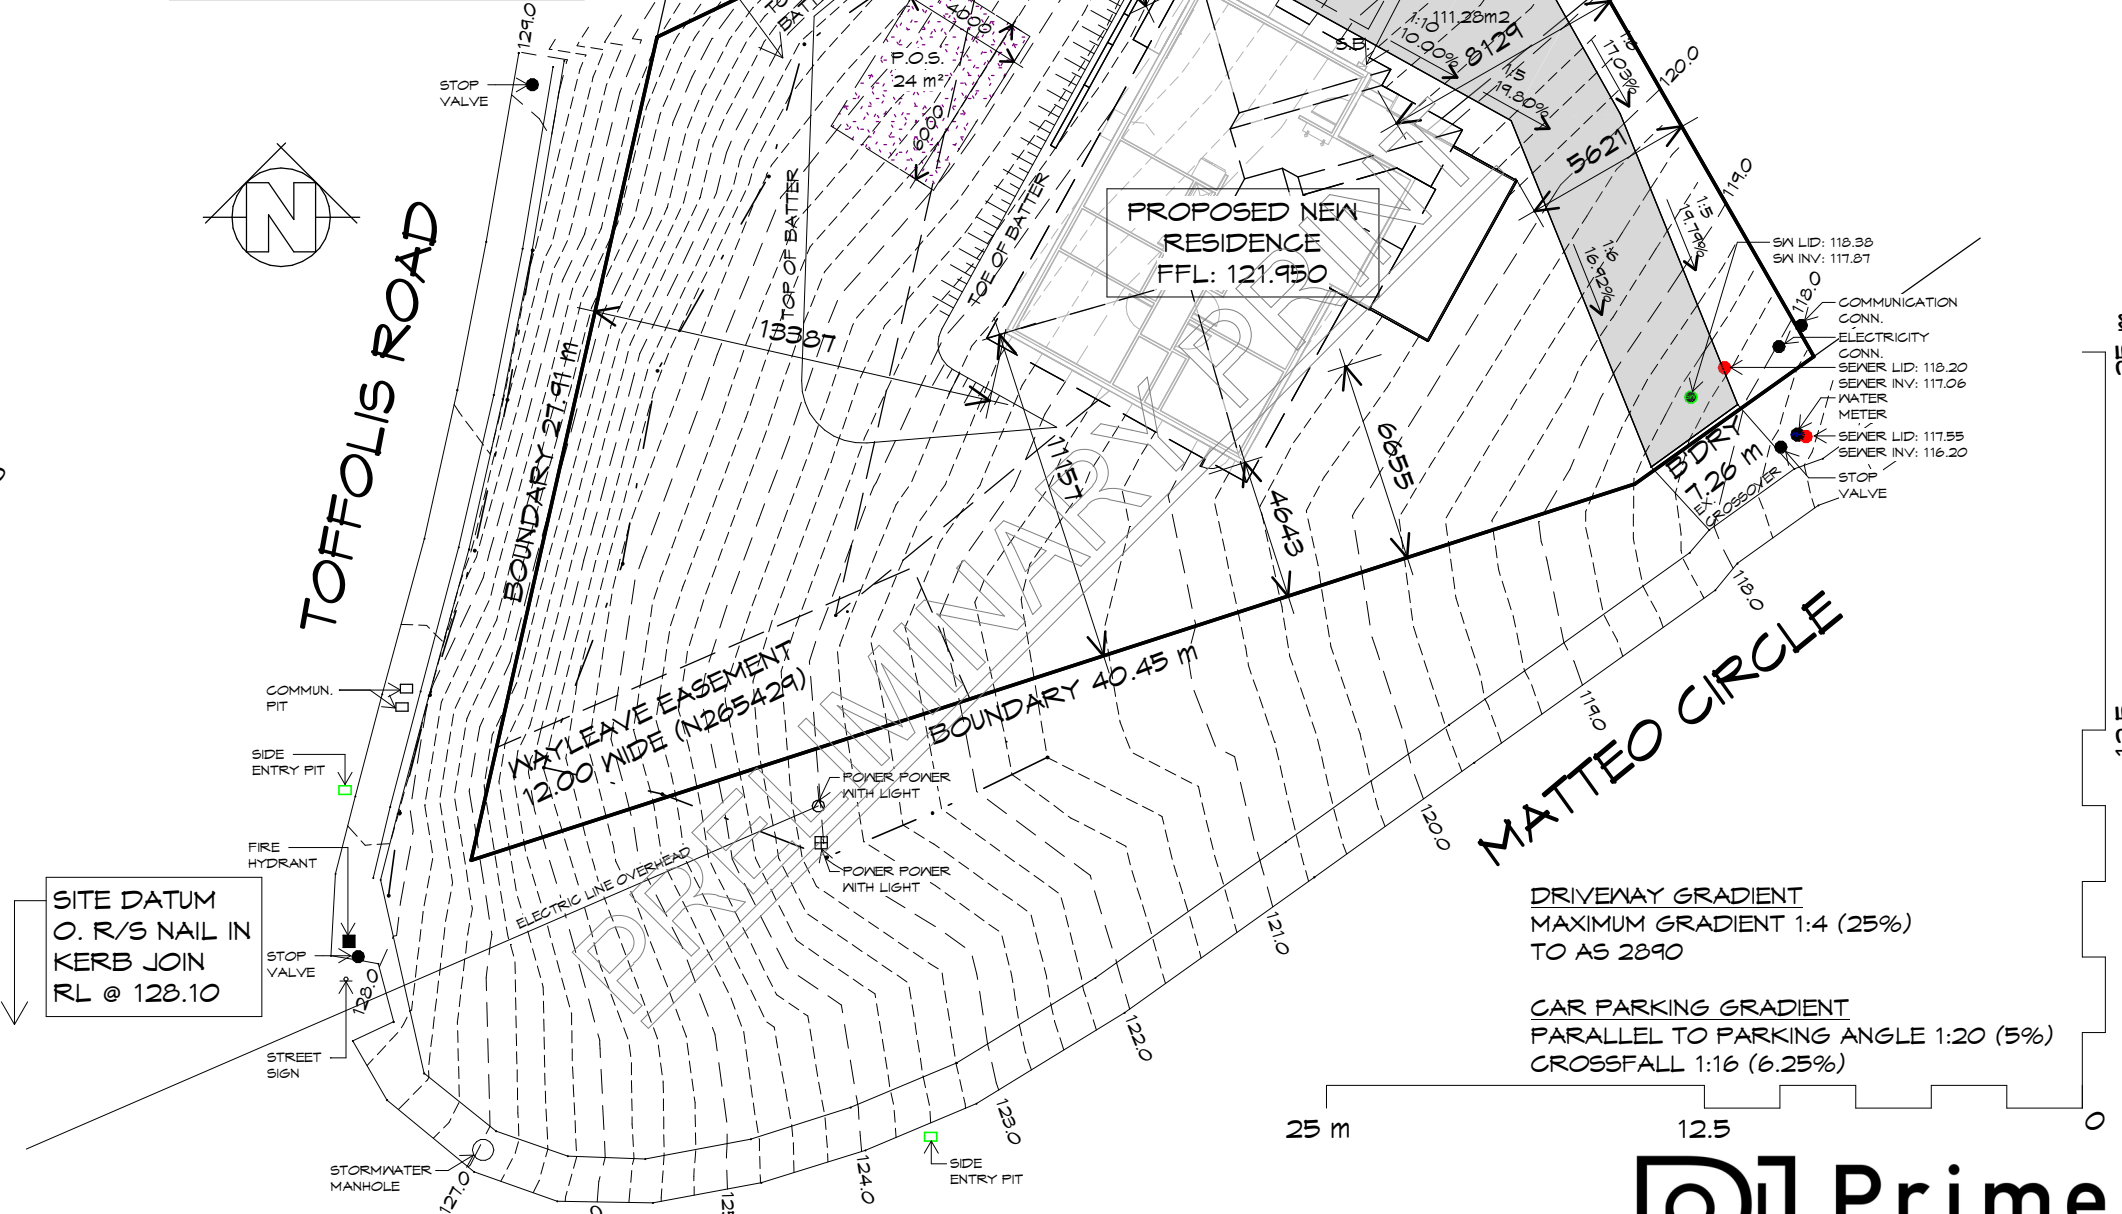 129.0
STOP
VALVE
4000
P.O.S.
24 m²
6000
1:10
10.00%
111.28m2
S.B.
8129
1:5
19.80%
17.03%
120.0
5621
119.0
1:5
19.79%
1:6
16.92%
118.0
TOP OF BATTER
TOE OF BATTER
N
TOFFOLIS ROAD
PROPOSED NEW
RESIDENCE
FFL: 121.950
SW LID: 118.38
SW INV: 117.87
COMMUNICATION
CONN.
ELECTRICITY
CONN.
SEWER LID: 118.20
SEWER INV: 117.06
WATER
METER
SEWER LID: 117.55
SEWER INV: 116.20
STOP
VALVE
13387
BOUNDARY 27.91 m
11157
4643
6655
B'DRY
7.26 m
EX.
CROSSOVER
PRELIMINARY PRINT
WAYLEAVE EASEMENT
12.00 WIDE (N265429)
BOUNDARY 40.45 m
118.0
119.0
120.0
121.0
122.0
123.0
124.0
127.0
128.0
MATTEO CIRCLE
COMMUN.
PIT
SIDE
ENTRY PIT
POWER POWER
WITH LIGHT
POWER POWER
WITH LIGHT
ELECTRIC LINE OVERHEAD
FIRE
HYDRANT
STOP
VALVE
STREET
SIGN
SITE DATUM
O. R/S NAIL IN
KERB JOIN
RL @ 128.10
STORMWATER
MANHOLE
SIDE
ENTRY PIT
DRIVEWAY GRADIENT
MAXIMUM GRADIENT 1:4 (25%)
TO AS 2890
CAR PARKING GRADIENT
PARALLEL TO PARKING ANGLE 1:20 (5%)
CROSSFALL 1:16 (6.25%)
25 m
12.5
0
Prime